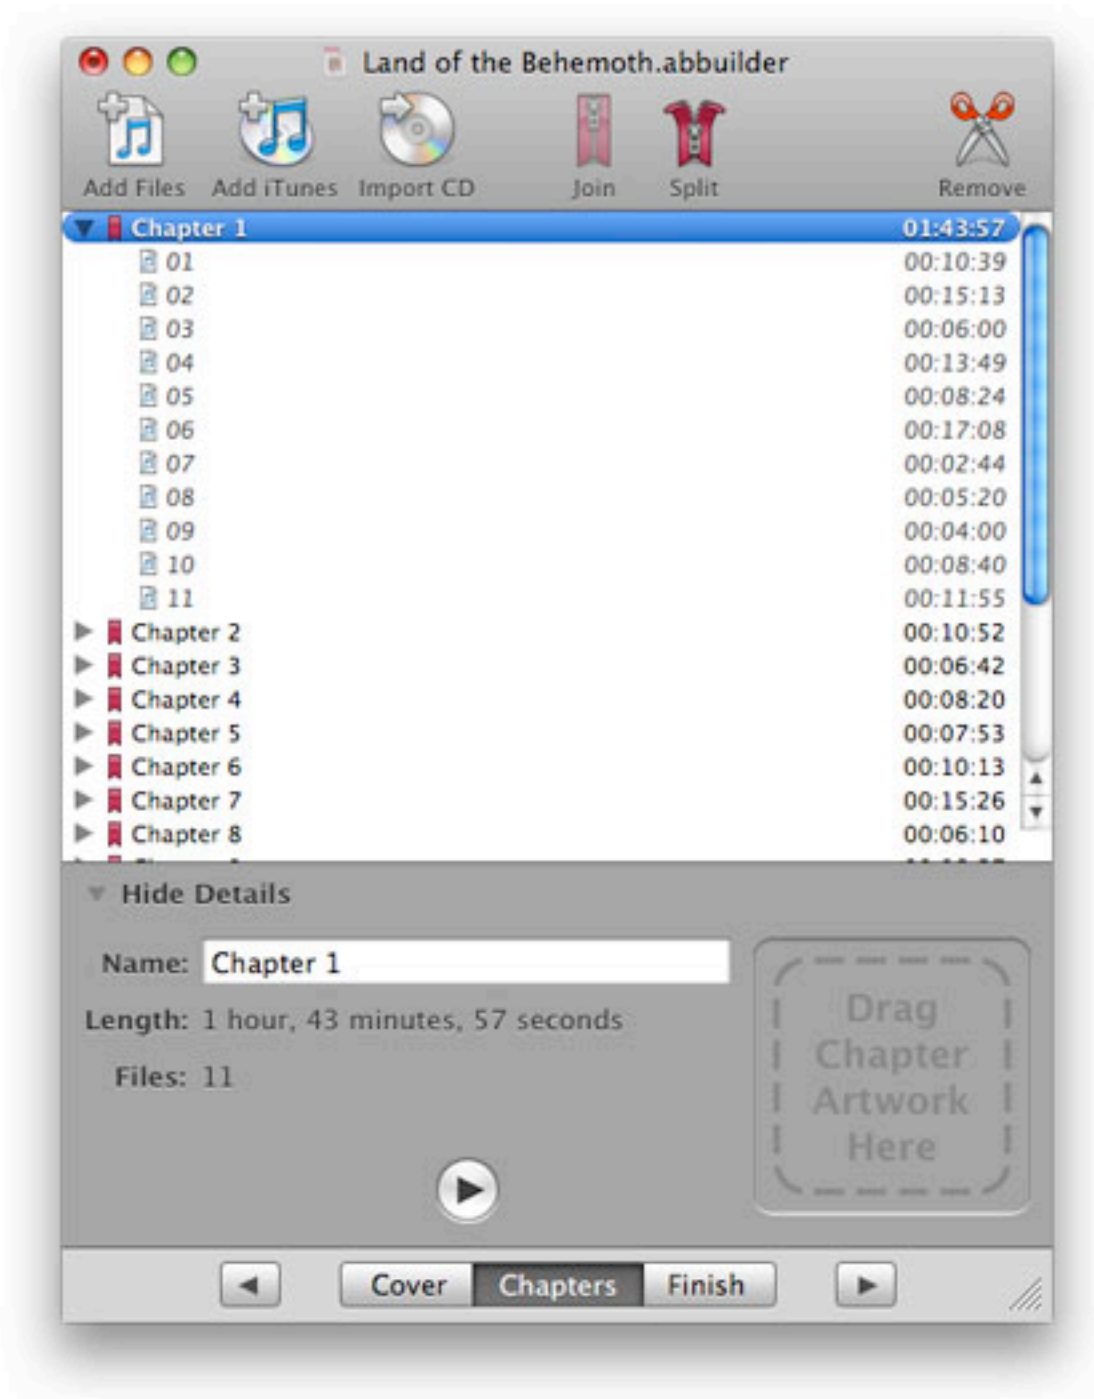 Land of the Behemoth.abbuilder
Add Files Add iTunes Import CD Join Split Remove
Chapter 1 01:43:57
01 00:10:39
02 00:15:13
03 00:06:00
04 00:13:49
05 00:08:24
06 00:17:08
07 00:02:44
08 00:05:20
09 00:04:00
10 00:08:40
11 00:11:55
Chapter 2 00:10:52
Chapter 3 00:06:42
Chapter 4 00:08:20
Chapter 5 00:07:53
Chapter 6 00:10:13
Chapter 7 00:15:26
Chapter 8 00:06:10
Hide Details
Name: Chapter 1
Length: 1 hour, 43 minutes, 57 seconds
Files: 11
Drag
Chapter
Artwork
Here
Cover Chapters Finish